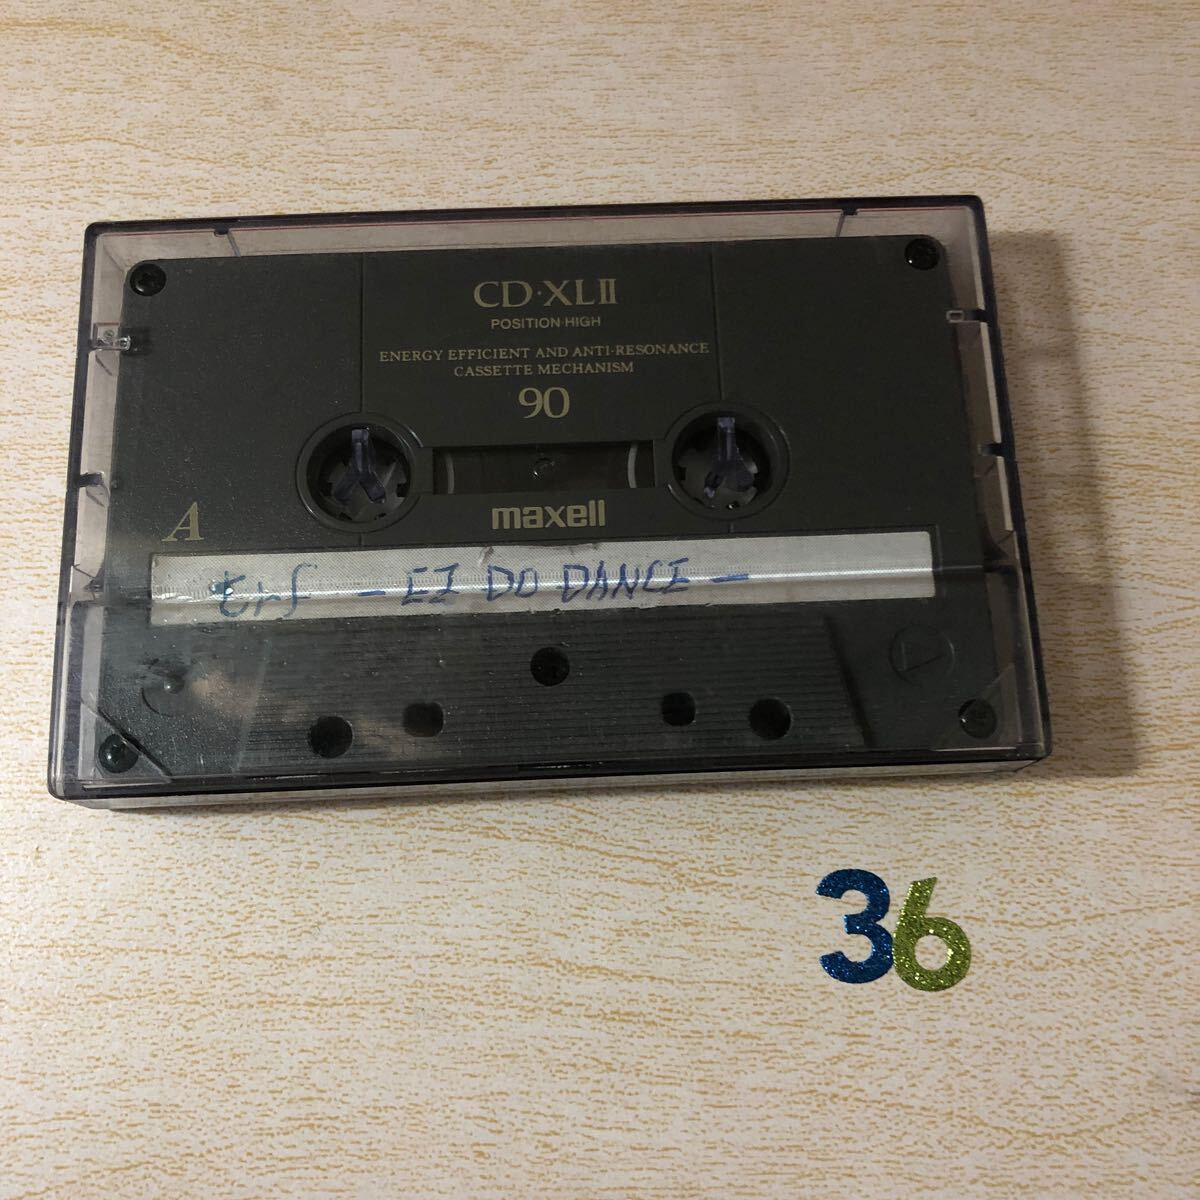 CD·XLII
POSITION·HIGH
ENERGY EFFICIENT AND ANTI-RESONANCE
CASSETTE MECHANISM
90
A
maxell
trf - EZ DO DANCE -
36